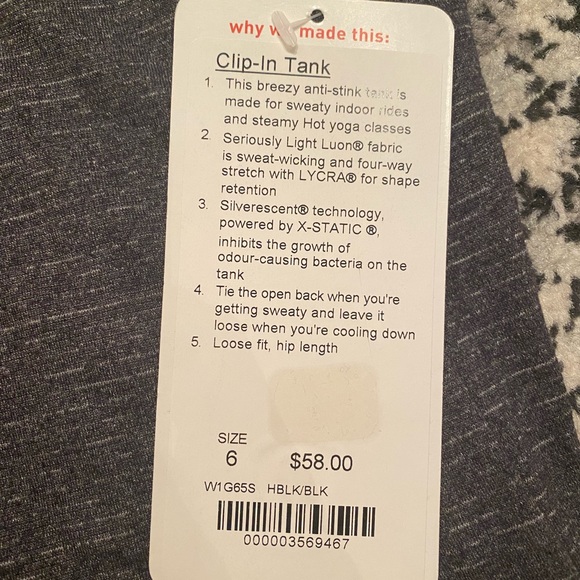 why we made this:
Clip-In Tank
1. This breezy anti-stink tank is
made for sweaty indoor rides
and steamy Hot yoga classes
2. Seriously Light Luon® fabric
is sweat-wicking and four-way
stretch with LYCRA® for shape
retention
3. Silverescent® technology,
powered by X-STATIC ®,
inhibits the growth of
odour-causing bacteria on the
tank
4. Tie the open back when you're
getting sweaty and leave it
loose when you're cooling down
5. Loose fit, hip length
SIZE
6 $58.00
W1G65S HBLK/BLK
000003569467